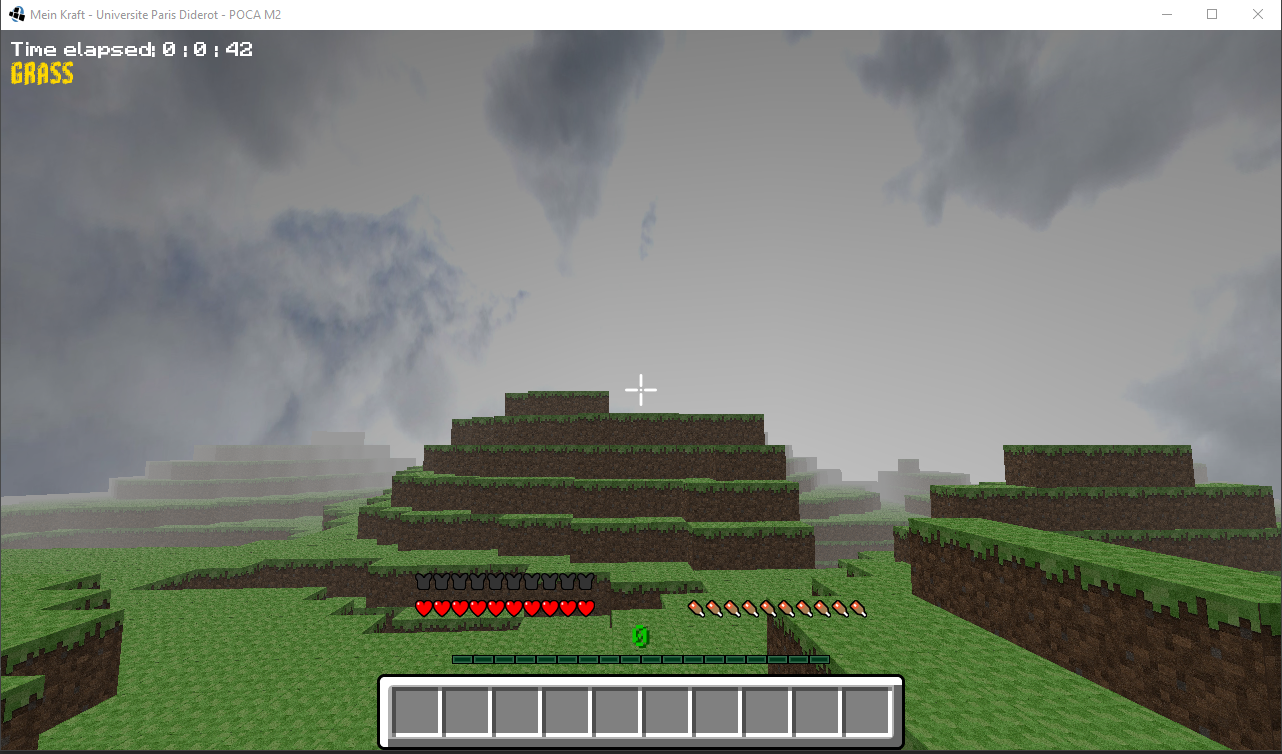 Mein Kraft - Universite Paris Diderot - POCA M2
Time elapsed: 0 : 0 : 42
GRASS
0